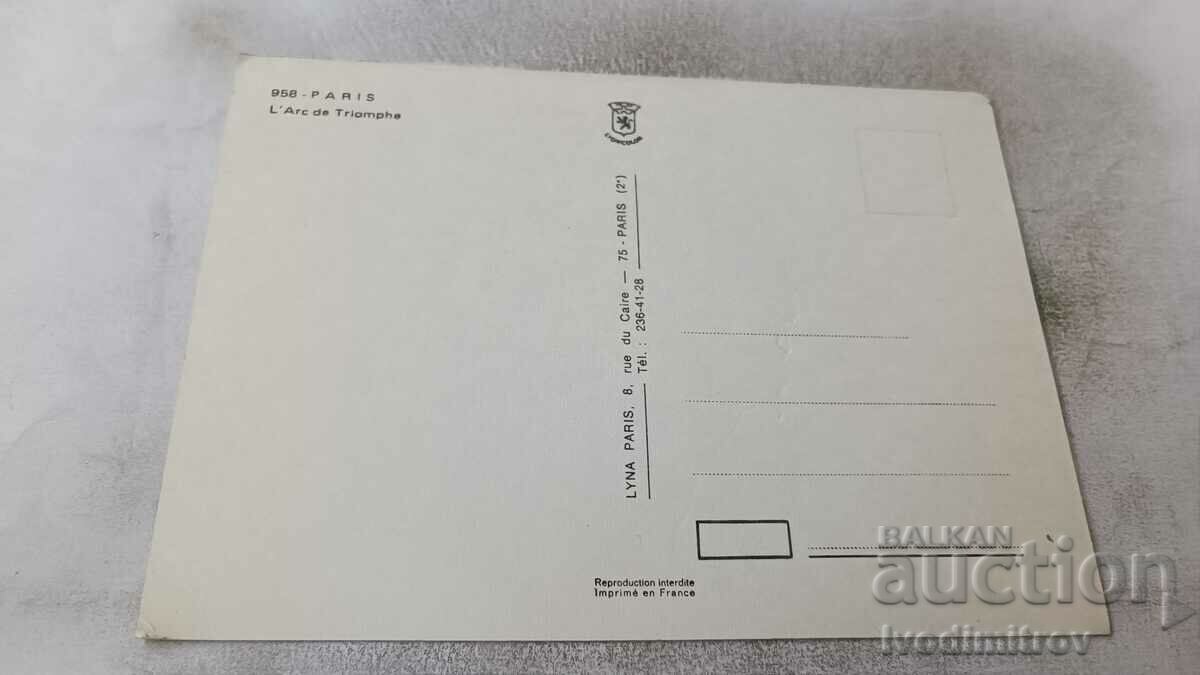 958 - PARIS
L'Arc de Triomphe
LYONCOLOR
LYNA PARIS, 8, rue du Caire — 75 - PARIS (2e)
Tél. : 236-41-28
Reproduction interdite
Imprimé en France
BALKAN
auction
Ivodimitrov